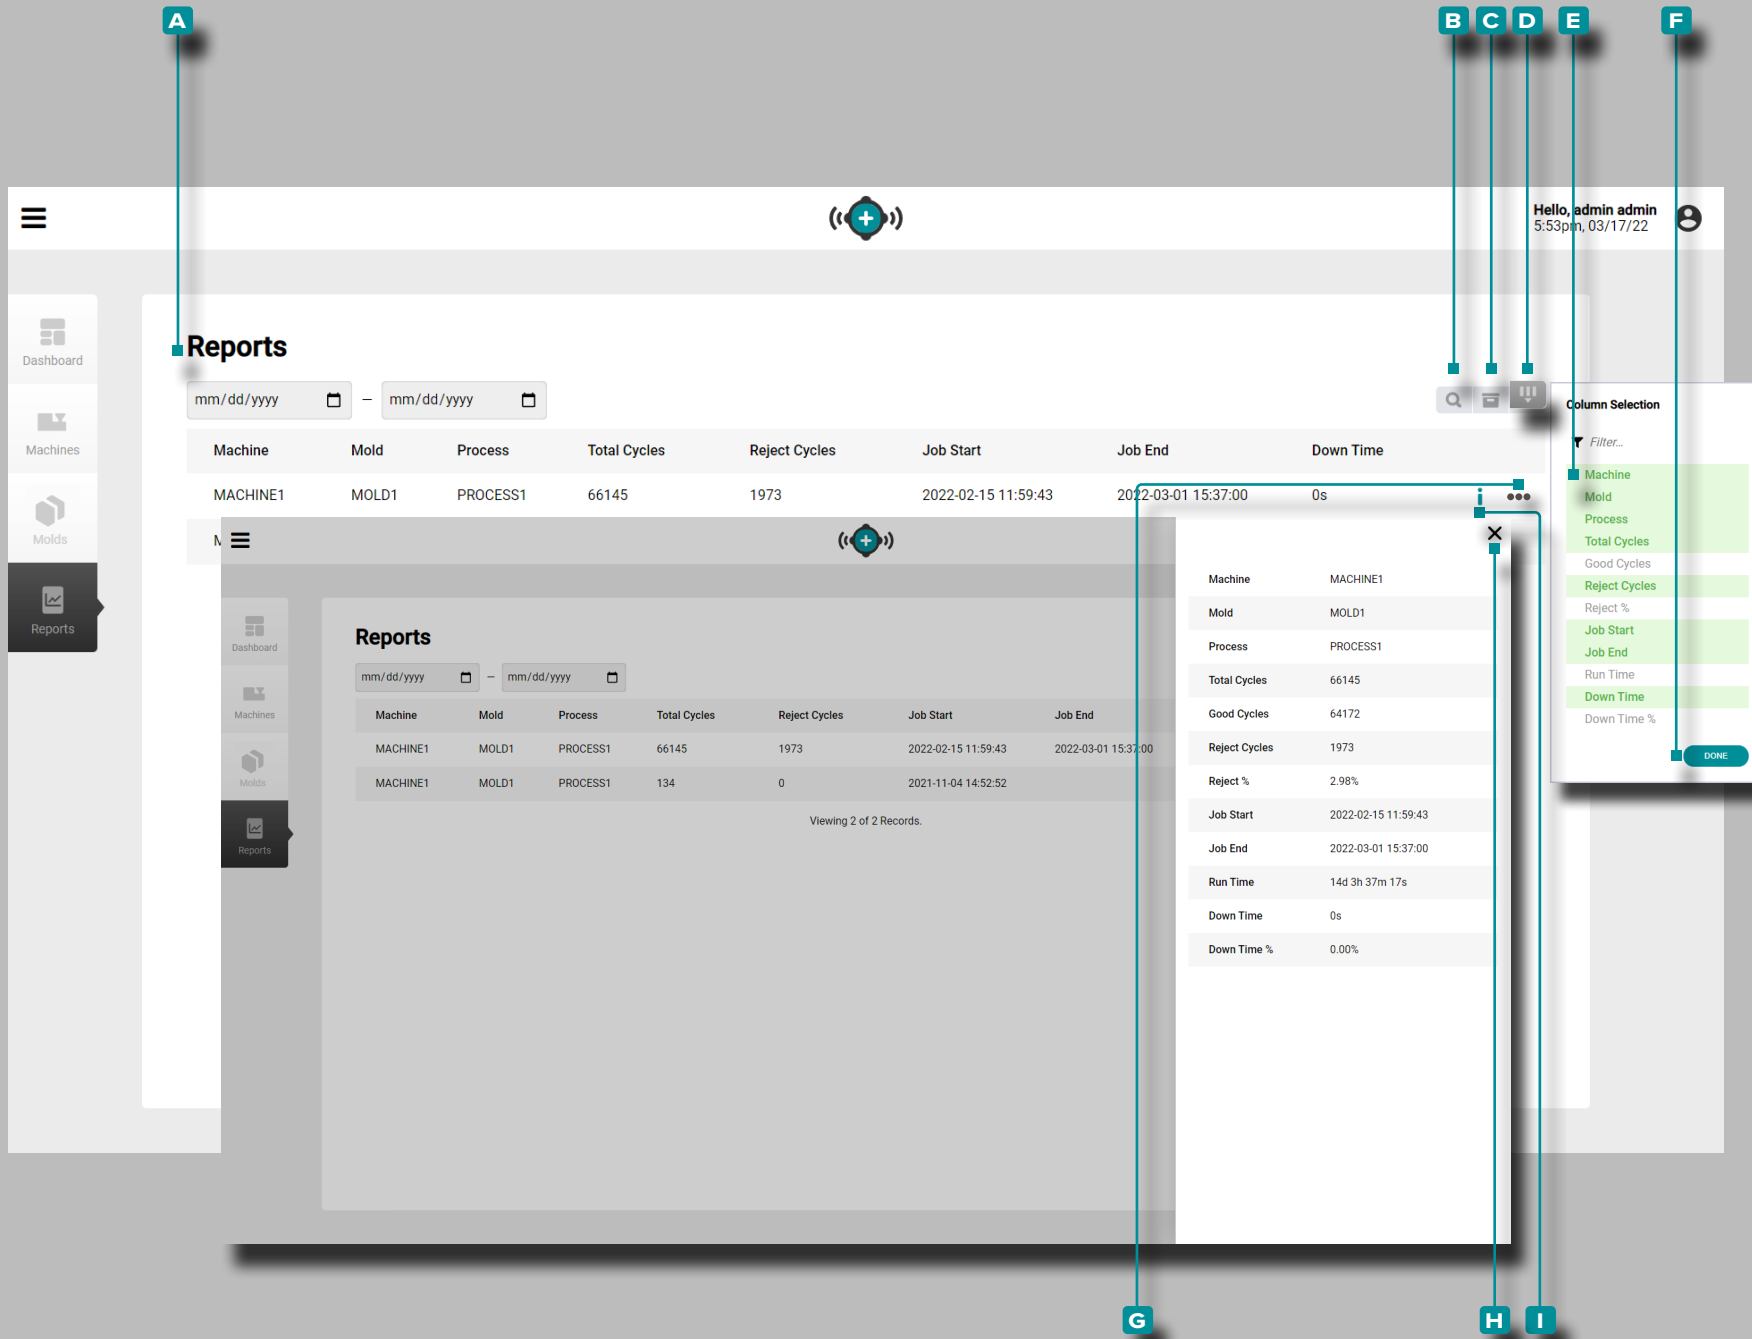 A B C D E F
Hello, admin admin
5:53pm, 03/17/22
Dashboard
Machines
Molds
Reports
Reports
mm/dd/yyyy – mm/dd/yyyy
Machine Mold Process Total Cycles Reject Cycles Job Start Job End Down Time
MACHINE1 MOLD1 PROCESS1 66145 1973 2022-02-15 11:59:43 2022-03-01 15:37:00 0s
Column Selection
Filter...
Machine
Mold
Process
Total Cycles
Good Cycles
Reject Cycles
Reject %
Job Start
Job End
Run Time
Down Time
Down Time %
DONE
Dashboard
Machines
Molds
Reports
Reports
mm/dd/yyyy – mm/dd/yyyy
Machine Mold Process Total Cycles Reject Cycles Job Start Job End
MACHINE1 MOLD1 PROCESS1 66145 1973 2022-02-15 11:59:43 2022-03-01 15:37:00
MACHINE1 MOLD1 PROCESS1 134 0 2021-11-04 14:52:52
Viewing 2 of 2 Records.
Machine MACHINE1
Mold MOLD1
Process PROCESS1
Total Cycles 66145
Good Cycles 64172
Reject Cycles 1973
Reject % 2.98%
Job Start 2022-02-15 11:59:43
Job End 2022-03-01 15:37:00
Run Time 14d 3h 37m 17s
Down Time 0s
Down Time % 0.00%
G H I